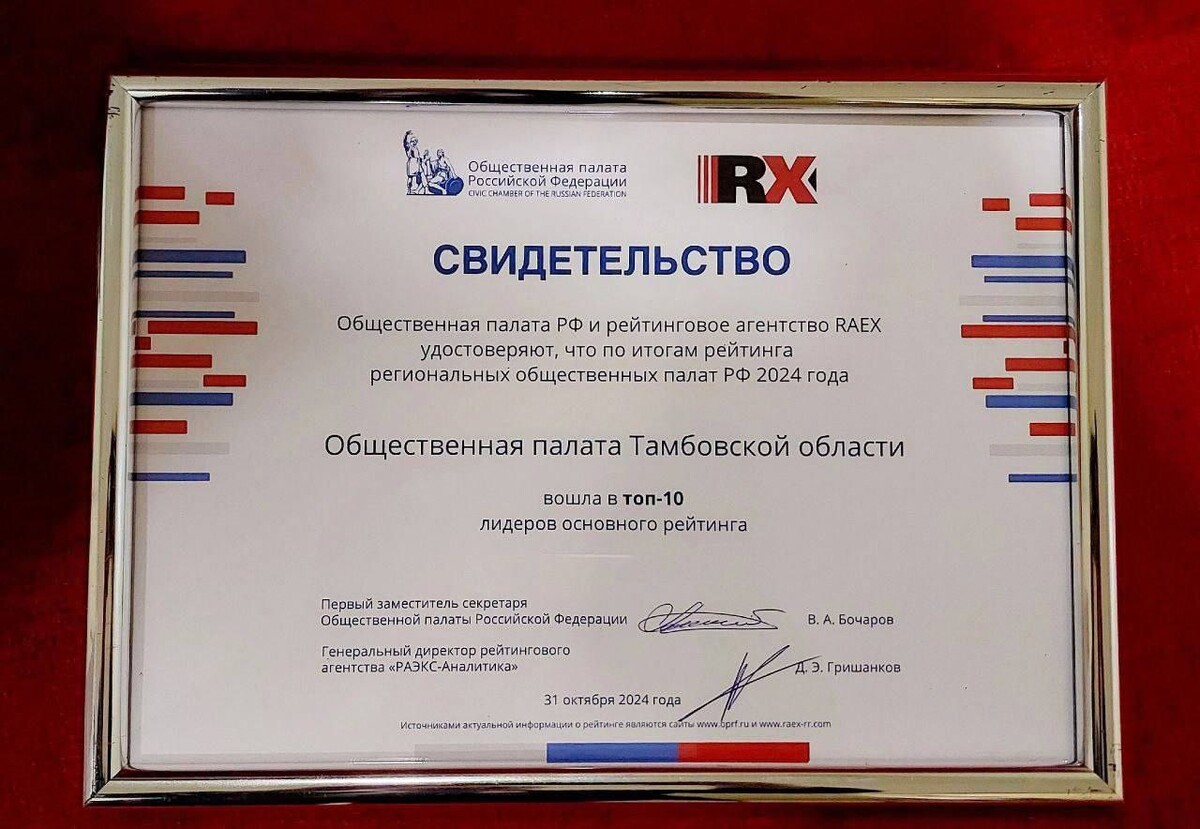 Общественная палата
Российской Федерации
CIVIC CHAMBER OF THE RUSSIAN FEDERATION
RX
СВИДЕТЕЛЬСТВО
Общественная палата РФ и рейтинговое агентство RAEX
удостоверяют, что по итогам рейтинга
региональных общественных палат РФ 2024 года
Общественная палата Тамбовской области
вошла в топ-10
лидеров основного рейтинга
Первый заместитель секретаря
Общественной палаты Российской Федерации В. А. Бочаров
Генеральный директор рейтингового
агентства «РАЭКС-Аналитика» Д. Э. Гришанков
31 октября 2024 года
Источниками актуальной информации о рейтинге являются сайты www.oprf.ru и www.raex-rr.com